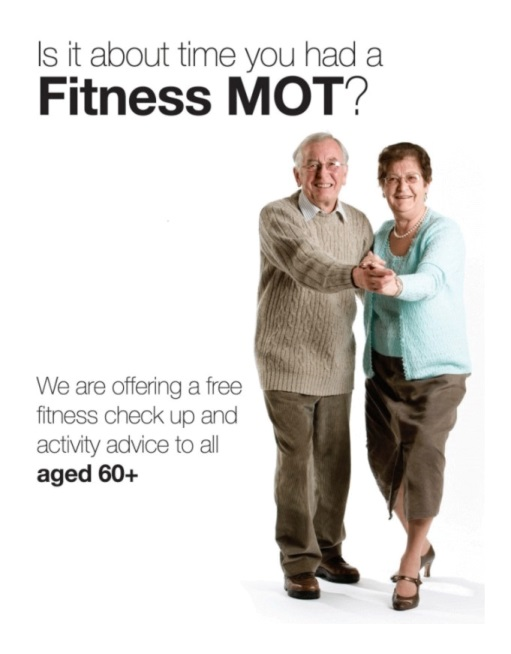 Is it about time you had a
Fitness MOT?
We are offering a free
fitness check up and
activity advice to all
aged 60+